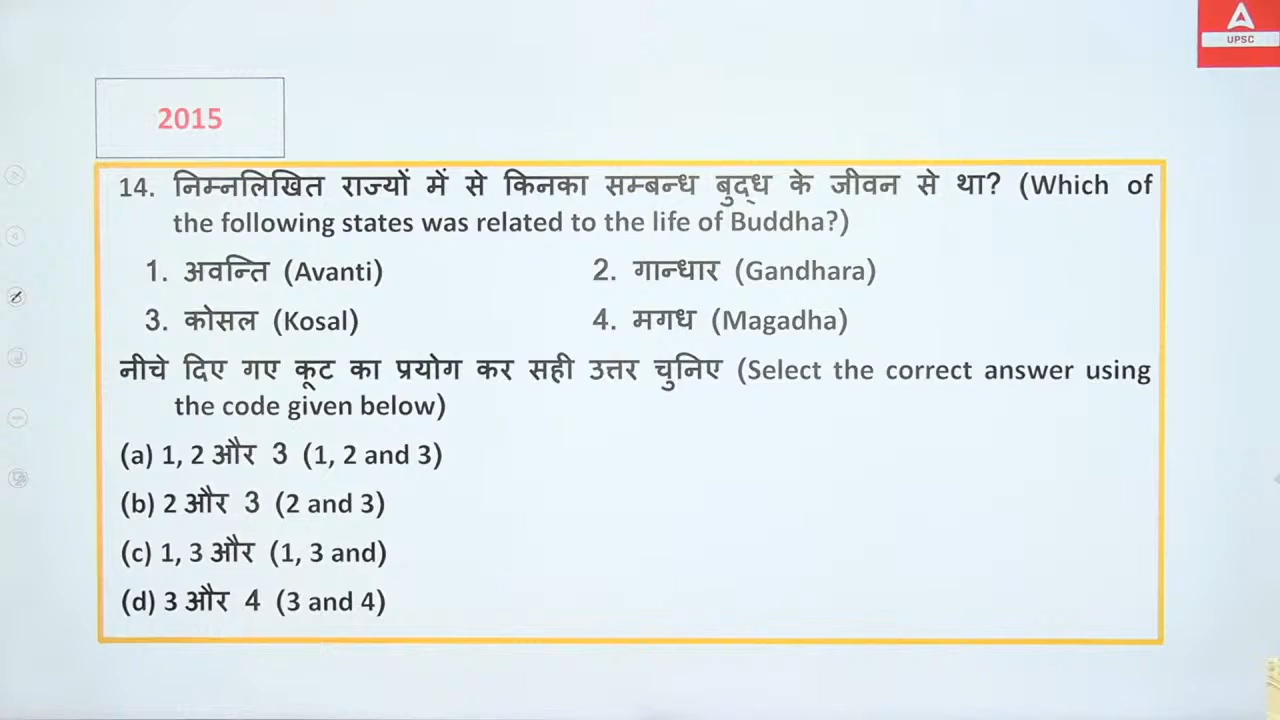 UPSC
2015
14. निम्नलिखित राज्यों में से किनका सम्बन्ध बुद्ध के जीवन से था? (Which of
the following states was related to the life of Buddha?)
1. अवन्ति (Avanti) 2. गान्धार (Gandhara)
3. कोसल (Kosal) 4. मगध (Magadha)
नीचे दिए गए कूट का प्रयोग कर सही उत्तर चुनिए (Select the correct answer using
the code given below)
(a) 1, 2 और 3 (1, 2 and 3)
(b) 2 और 3 (2 and 3)
(c) 1, 3 और (1, 3 and)
(d) 3 और 4 (3 and 4)